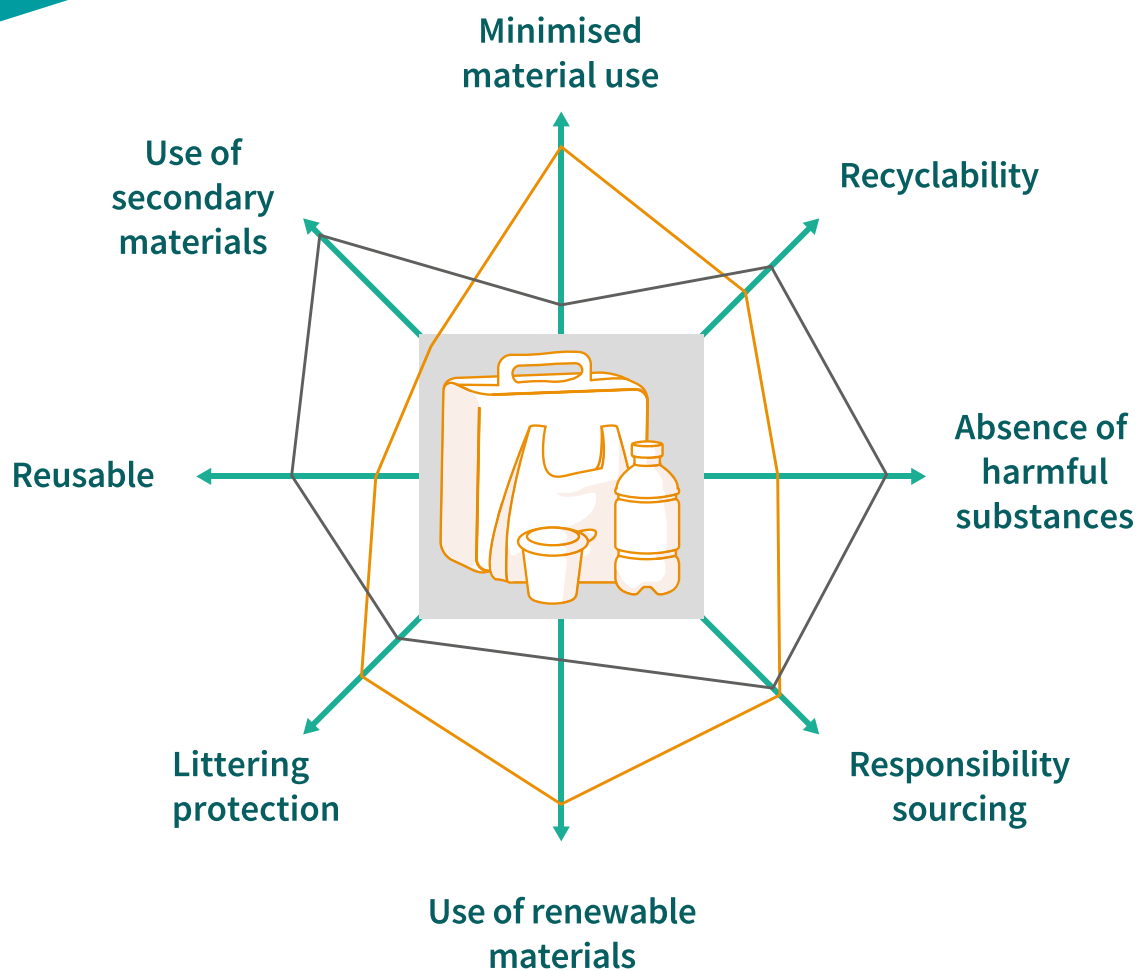 Minimised
material use
Use of
secondary
materials
Recyclability
Reusable
Absence of
harmful
substances
Littering
protection
Responsibility
sourcing
Use of renewable
materials